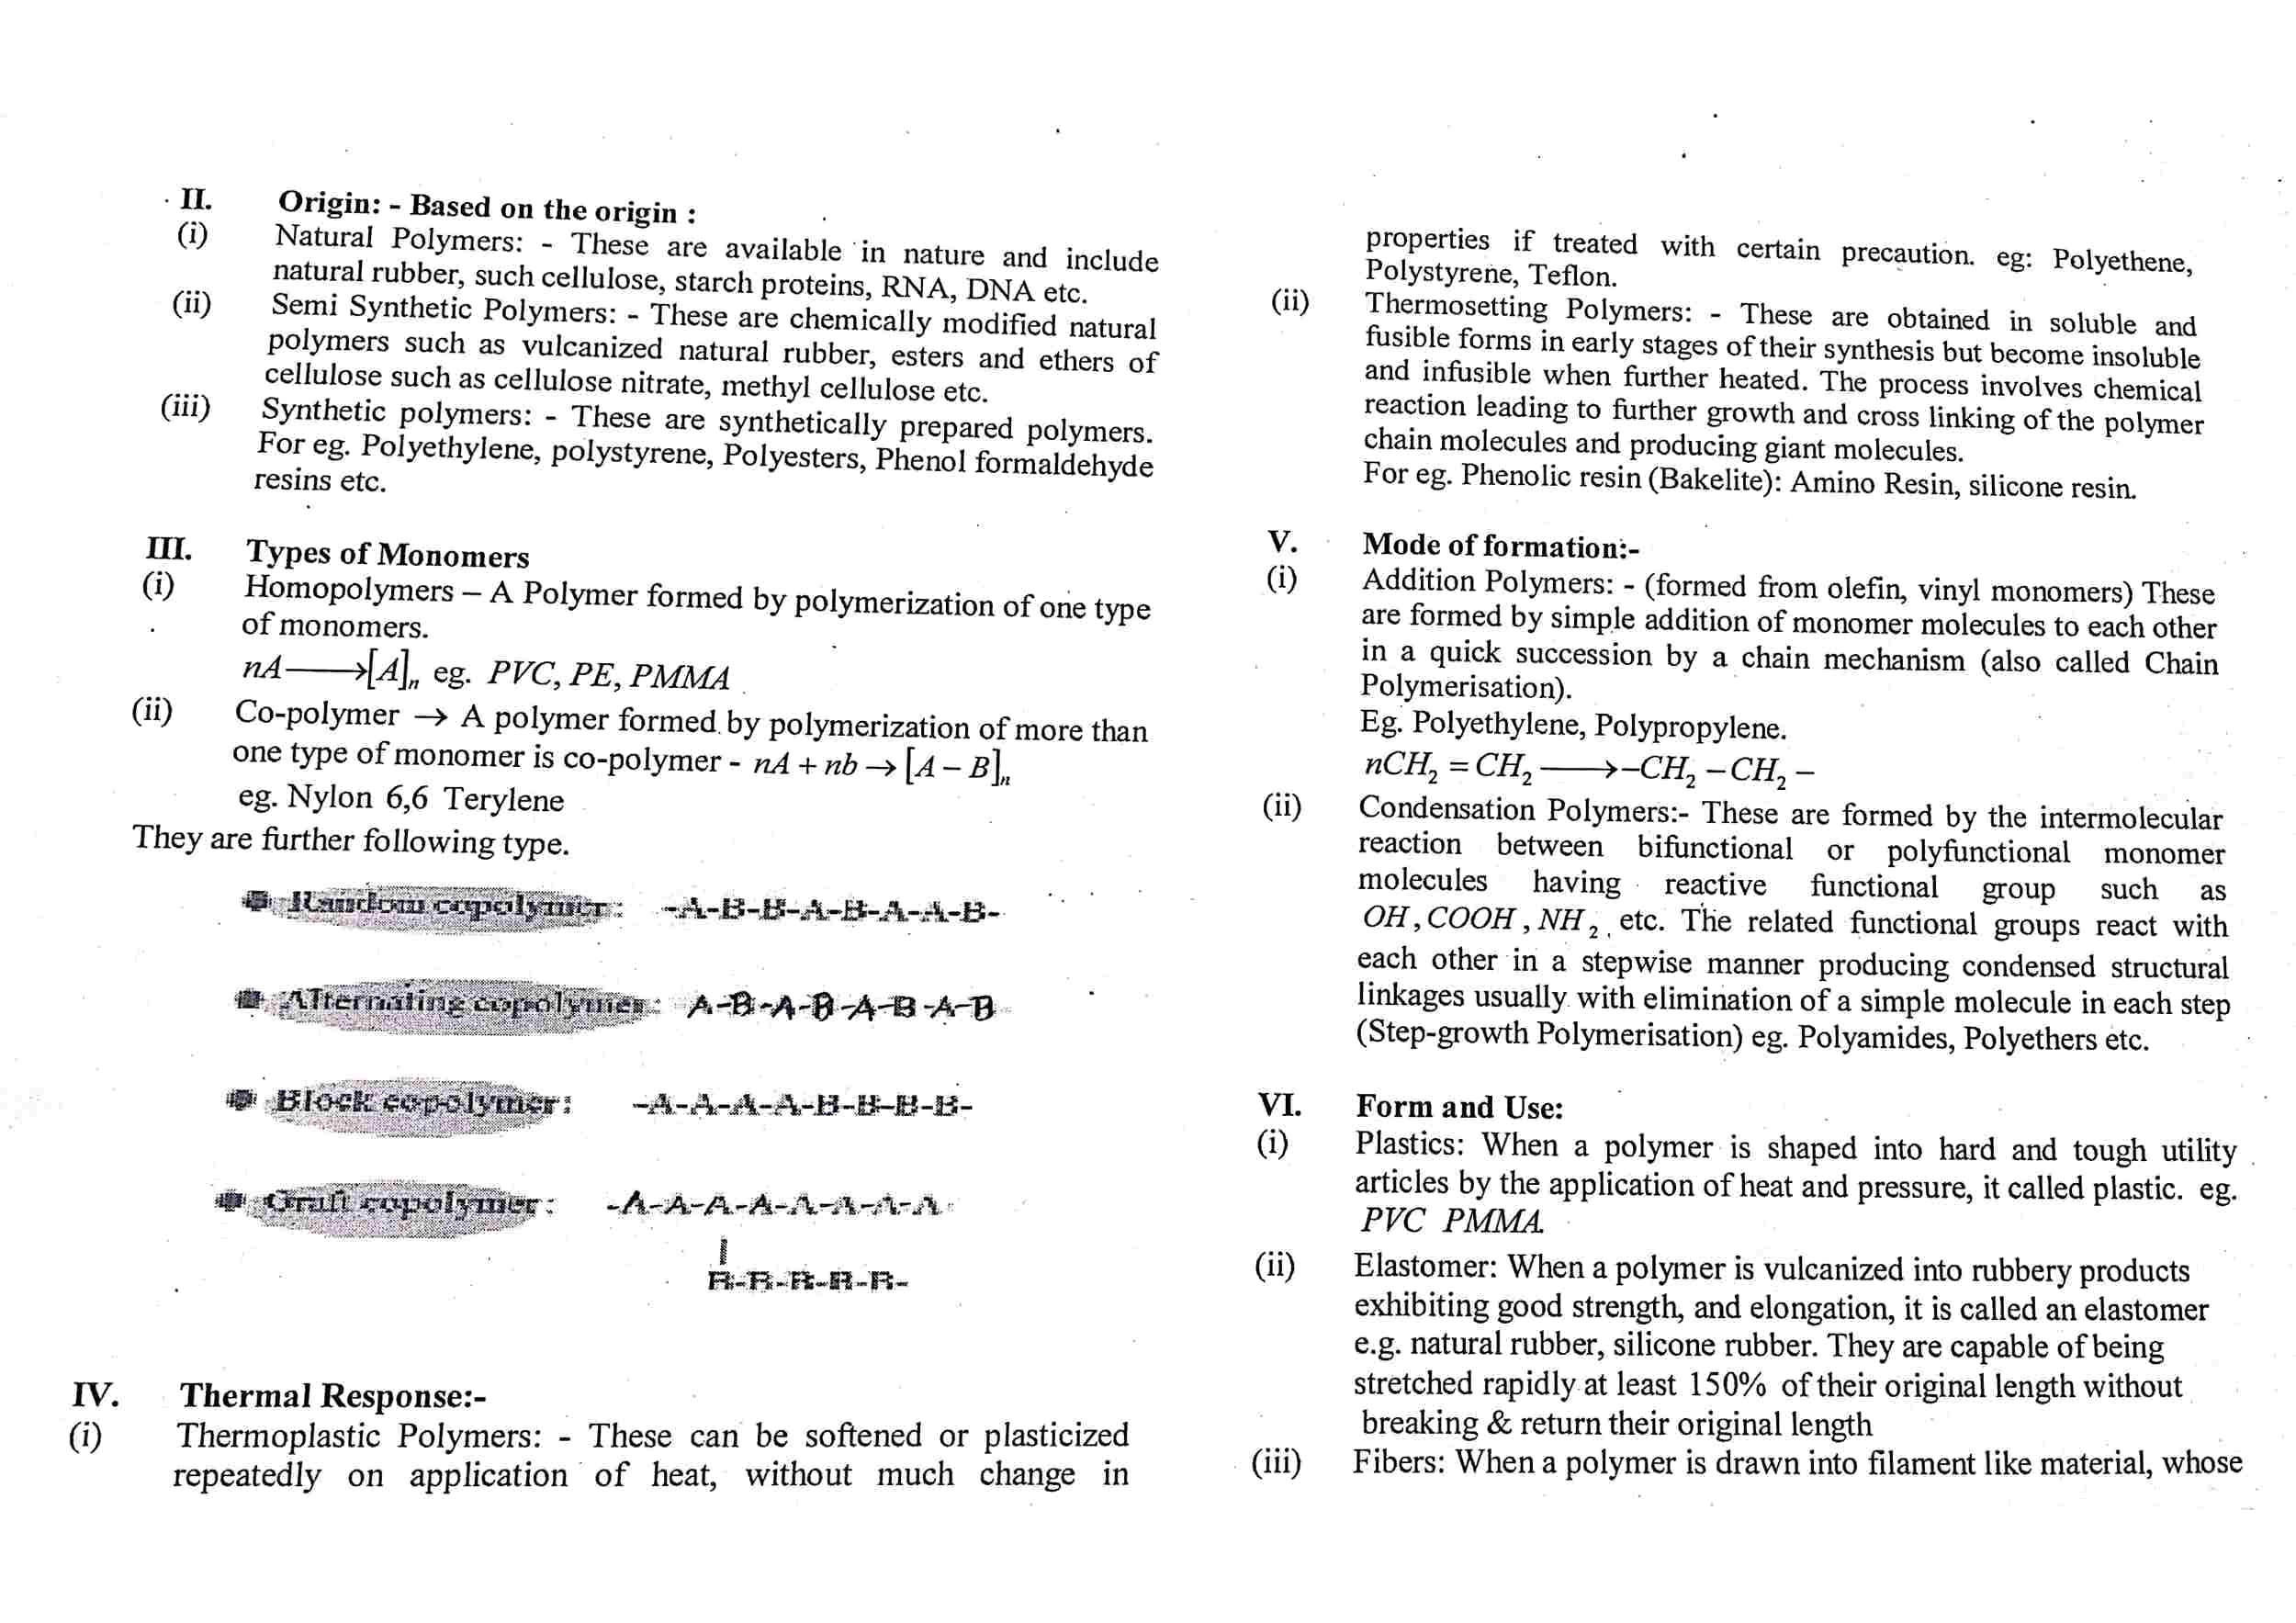 II. Origin: - Based on the origin :
(i) Natural Polymers: - These are available in nature and include
natural rubber, such cellulose, starch proteins, RNA, DNA etc.
(ii) Semi Synthetic Polymers: - These are chemically modified natural
polymers such as vulcanized natural rubber, esters and ethers of
cellulose such as cellulose nitrate, methyl cellulose etc.
(iii) Synthetic polymers: - These are synthetically prepared polymers.
For eg. Polyethylene, polystyrene, Polyesters, Phenol formaldehyde
resins etc.
III. Types of Monomers
(i) Homopolymers – A Polymer formed by polymerization of one type
of monomers.
nA⟶[A]ₙ eg. PVC, PE, PMMA
(ii) Co-polymer → A polymer formed by polymerization of more than
one type of monomer is co-polymer - nA + nb → [A – B]ₙ
eg. Nylon 6,6 Terylene
They are further following type.
Random copolymer: -A-B-B-A-B-A-A-B-
Alternating copolymer: A-B-A-B-A-B-A-B
Block copolymer: -A-A-A-A-B-B-B-B-
Graft copolymer: -A-A-A-A-A-A-A-A-
B-B-B-B-B-
IV. Thermal Response:-
(i) Thermoplastic Polymers: - These can be softened or plasticized
repeatedly on application of heat, without much change in
properties if treated with certain precaution. eg: Polyethene,
Polystyrene, Teflon.
(ii) Thermosetting Polymers: - These are obtained in soluble and
fusible forms in early stages of their synthesis but become insoluble
and infusible when further heated. The process involves chemical
reaction leading to further growth and cross linking of the polymer
chain molecules and producing giant molecules.
For eg. Phenolic resin (Bakelite): Amino Resin, silicone resin.
V. Mode of formation:-
(i) Addition Polymers: - (formed from olefin, vinyl monomers) These
are formed by simple addition of monomer molecules to each other
in a quick succession by a chain mechanism (also called Chain
Polymerisation).
Eg. Polyethylene, Polypropylene.
nCH₂ = CH₂ ⟶ –CH₂ – CH₂ –
(ii) Condensation Polymers:- These are formed by the intermolecular
reaction between bifunctional or polyfunctional monomer
molecules having reactive functional group such as
OH, COOH, NH₂, etc. The related functional groups react with
each other in a stepwise manner producing condensed structural
linkages usually with elimination of a simple molecule in each step
(Step-growth Polymerisation) eg. Polyamides, Polyethers etc.
VI. Form and Use:
(i) Plastics: When a polymer is shaped into hard and tough utility
articles by the application of heat and pressure, it called plastic. eg.
PVC PMMA
(ii) Elastomer: When a polymer is vulcanized into rubbery products
exhibiting good strength, and elongation, it is called an elastomer
e.g. natural rubber, silicone rubber. They are capable of being
stretched rapidly at least 150% of their original length without
breaking & return their original length
(iii) Fibers: When a polymer is drawn into filament like material, whose